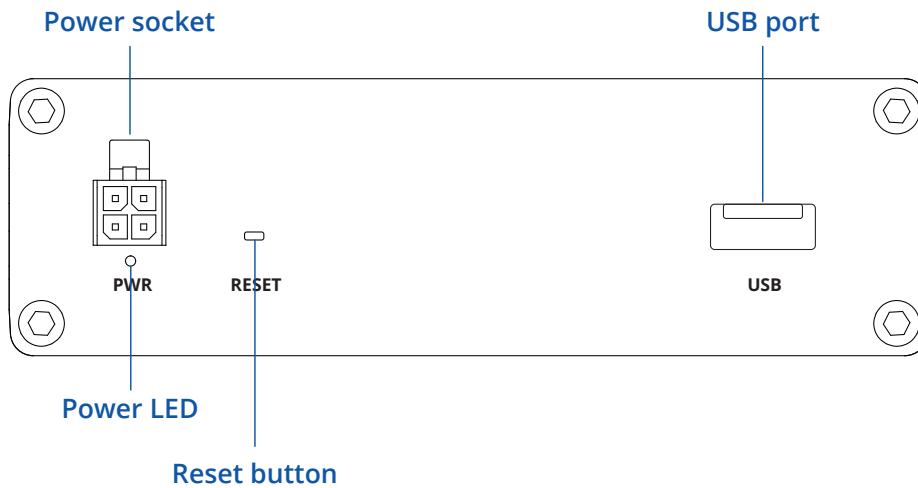 Power socket
USB port
PWR
RESET
USB
Power LED
Reset button